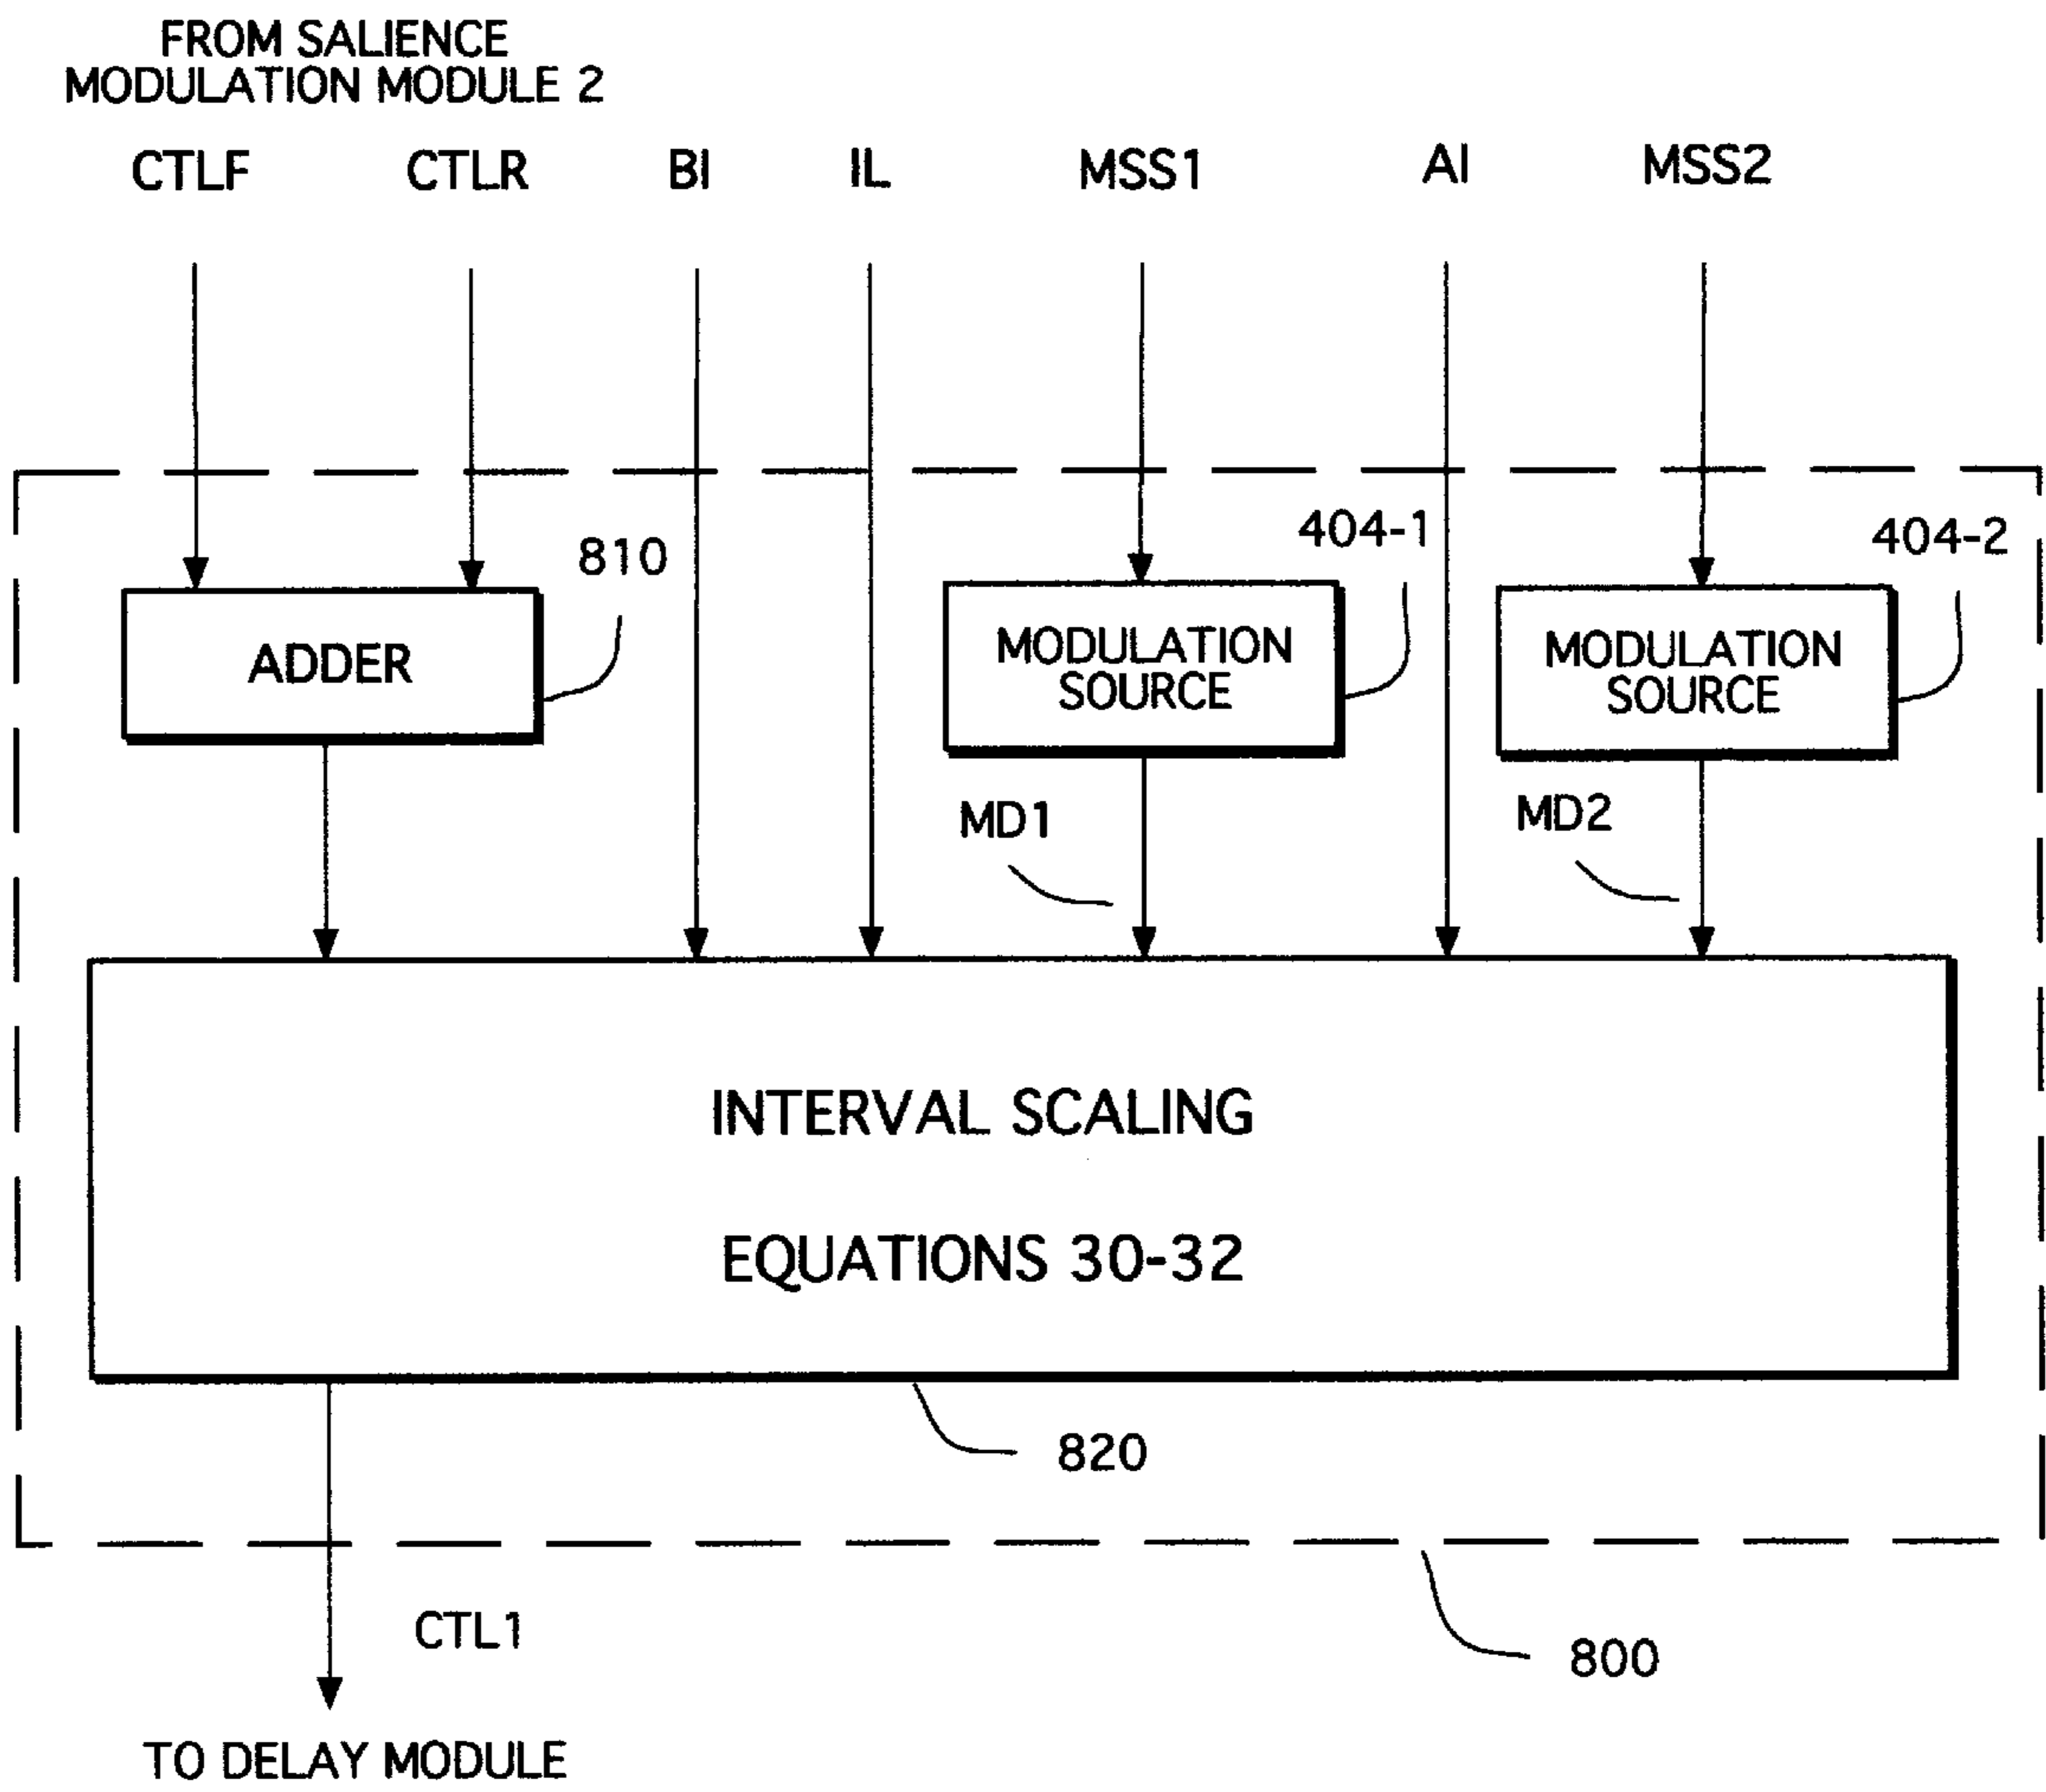 FROM SALIENCE
MODULATION MODULE 2
CTLF CTLR BI IL MSS1 AI MSS2
810
404-1
404-2
ADDER
MODULATION
SOURCE
MODULATION
SOURCE
MD1
MD2
INTERVAL SCALING
EQUATIONS 30-32
820
CTL1
800
TO DELAY MODULE